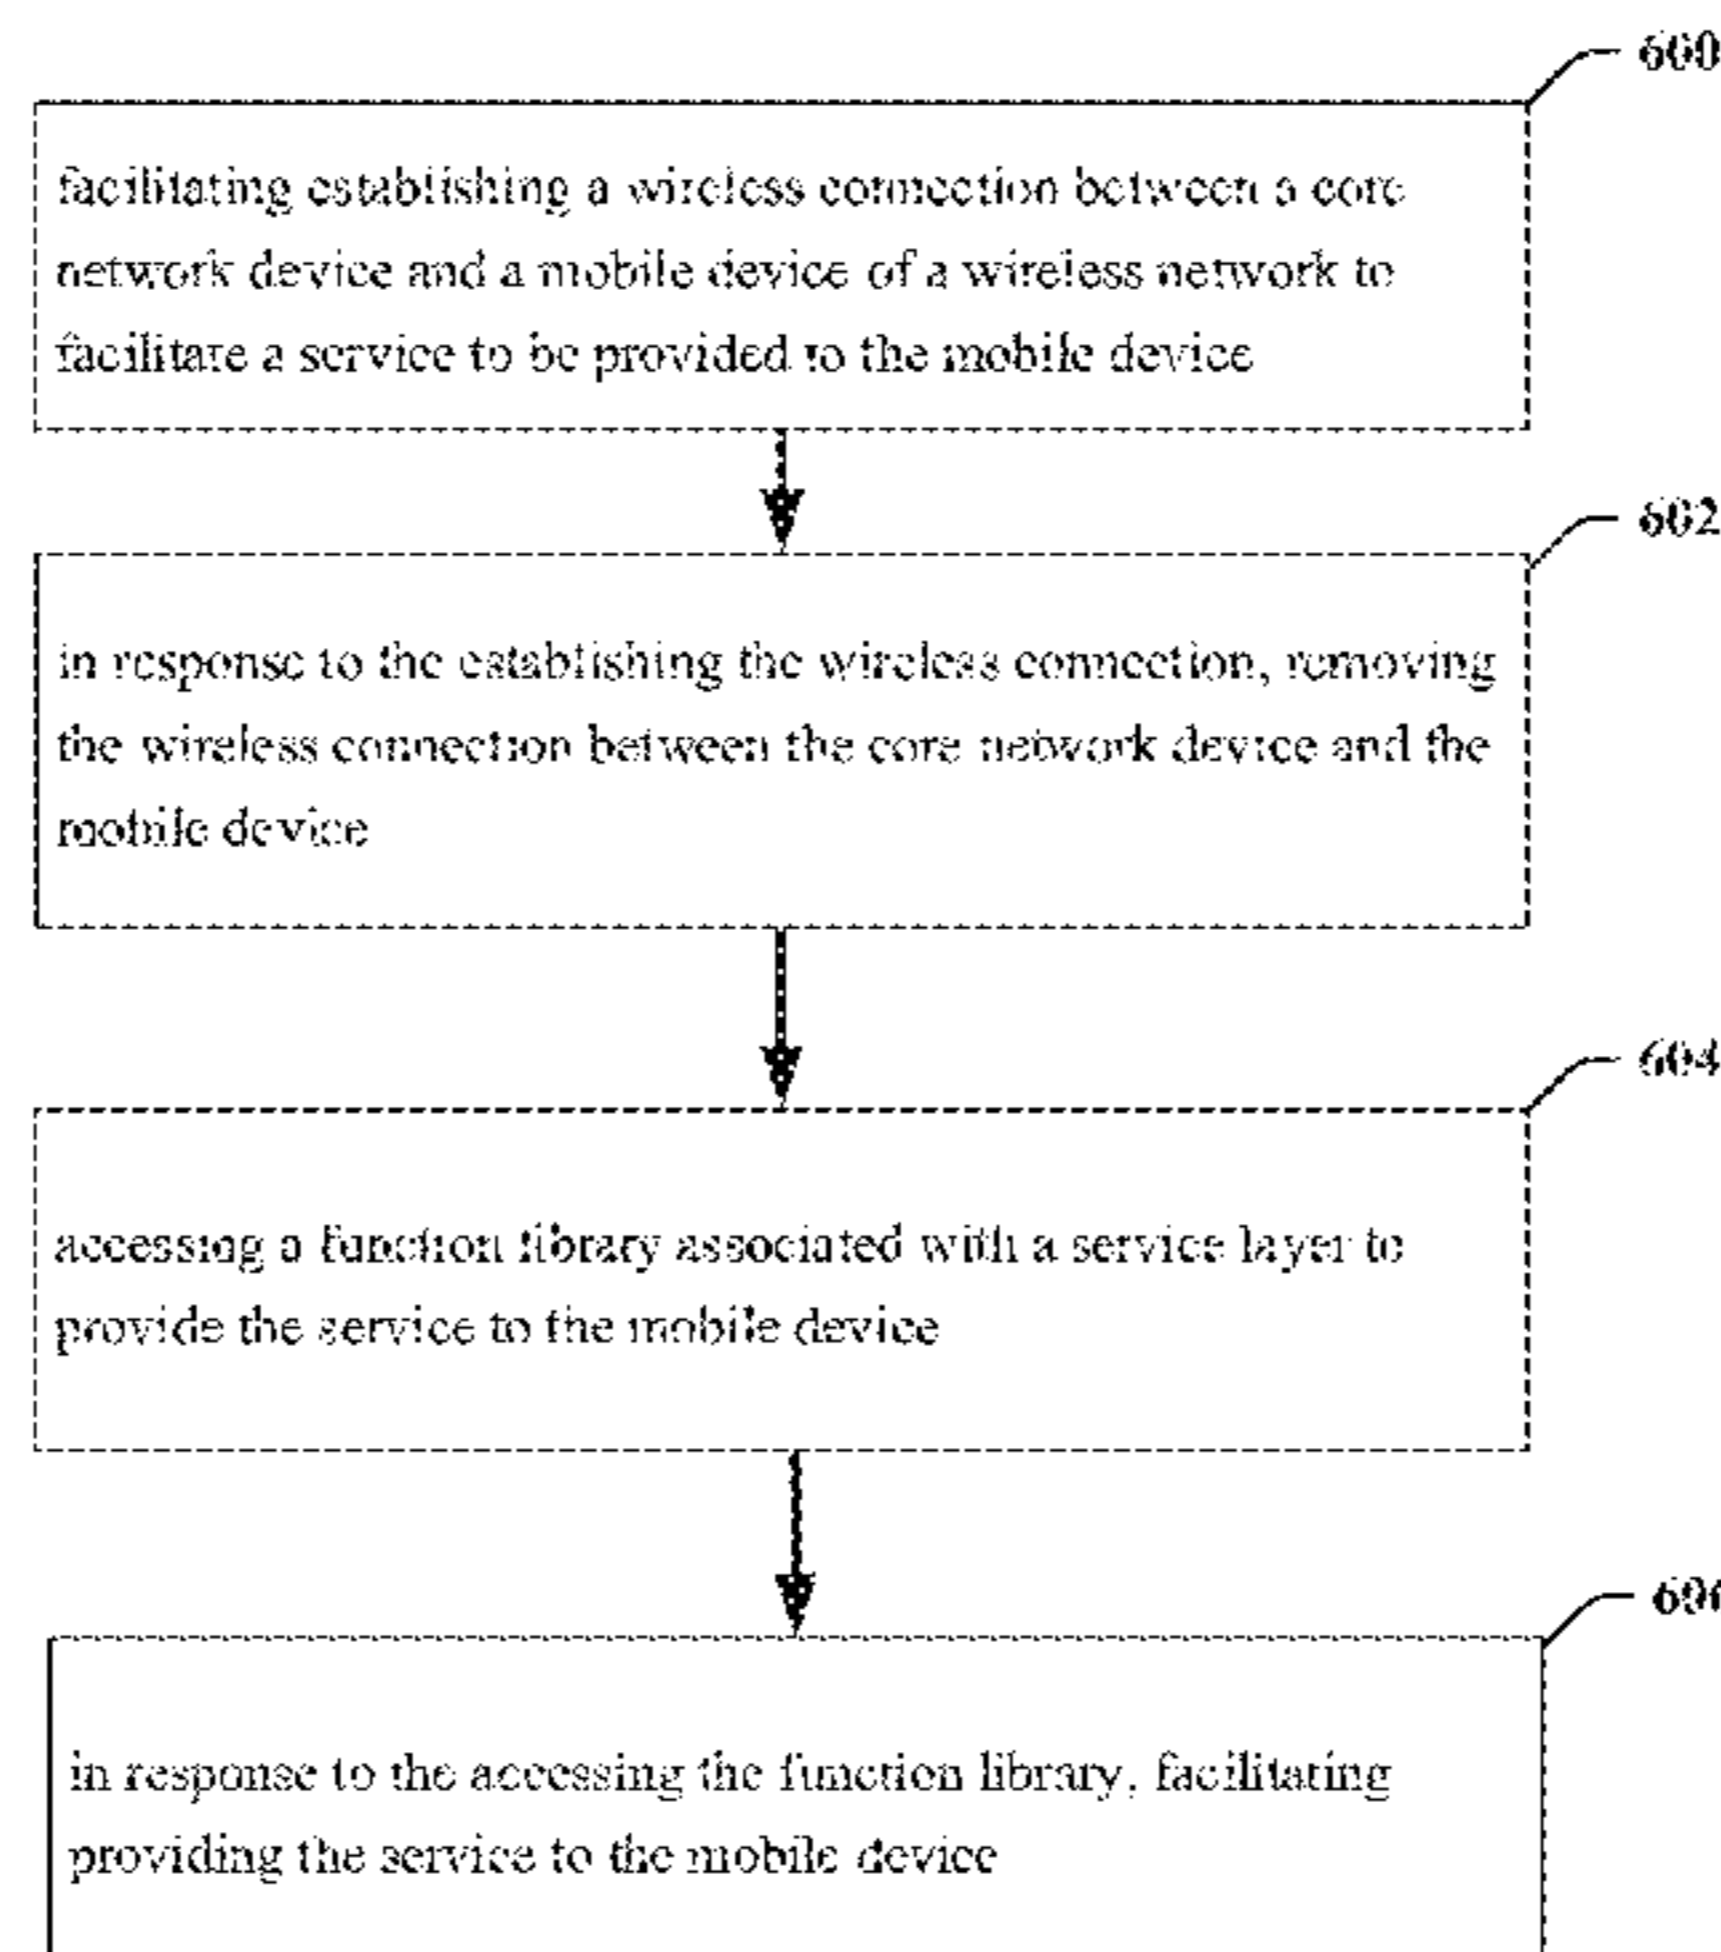 600
facilitating establishing a wireless connection between a core
network device and a mobile device of a wireless network to
facilitate a service to be provided to the mobile device
602
in response to the establishing the wireless connection, removing
the wireless connection between the core network device and the
mobile device
604
accessing a function library associated with a service layer to
provide the service to the mobile device
in response to the accessing the function library, facilitating
providing the service to the mobile device